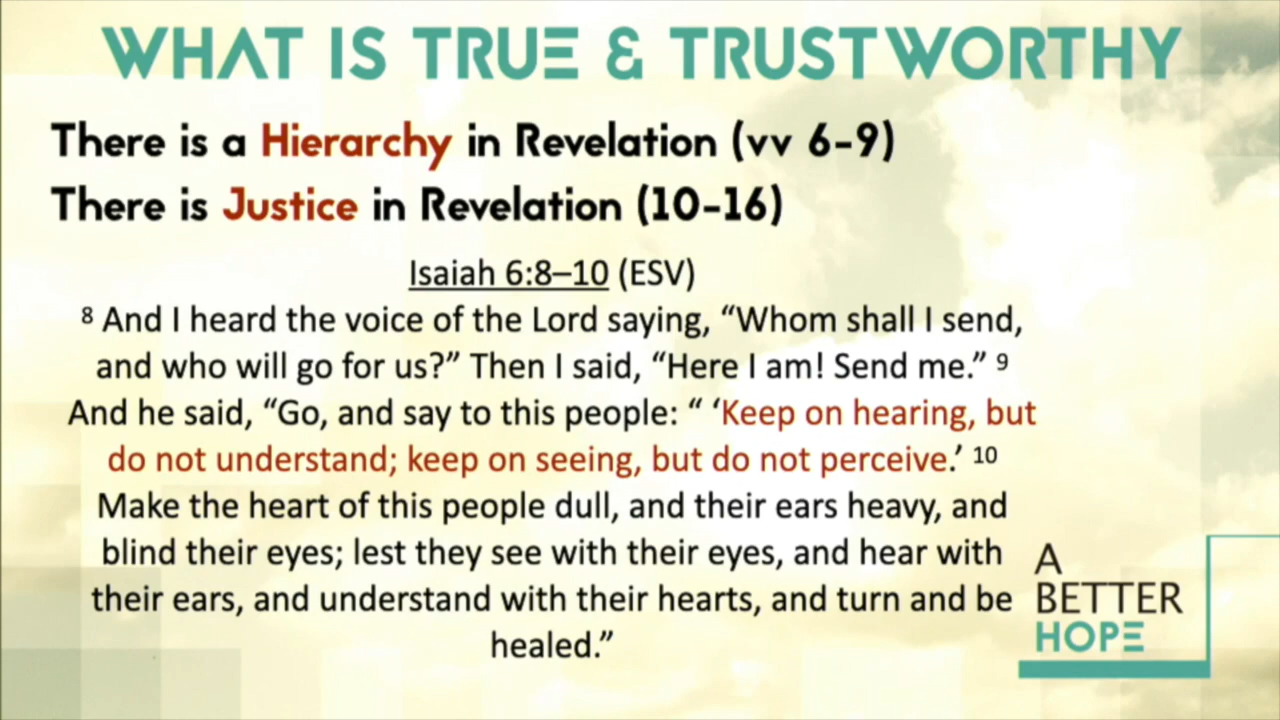 WHAT IS TRUE & TRUSTWORTHY
There is a Hierarchy in Revelation (vv 6-9)
There is Justice in Revelation (10-16)
Isaiah 6:8–10 (ESV)
⁸ And I heard the voice of the Lord saying, “Whom shall I send,
and who will go for us?” Then I said, “Here I am! Send me.” ⁹
And he said, “Go, and say to this people: “ ‘Keep on hearing, but
do not understand; keep on seeing, but do not perceive.’ ¹⁰
Make the heart of this people dull, and their ears heavy, and
blind their eyes; lest they see with their eyes, and hear with
their ears, and understand with their hearts, and turn and be
healed.”
A
BETTER
HOPE